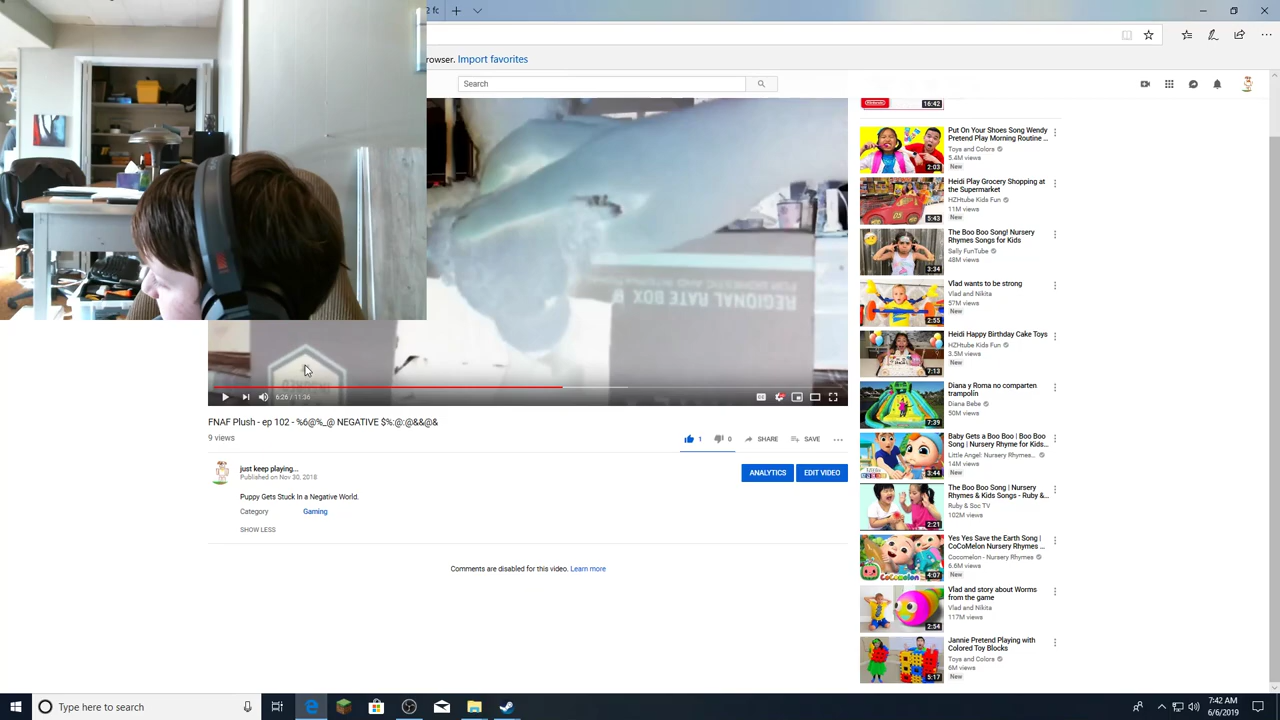 2 fc
rowser. Import favorites
Search
Nintendo
16:42
Put On Your Shoes Song Wendy
Pretend Play Morning Routine ...
Toys and Colors
5.4M views
New
2:03
Heidi Play Grocery Shopping at
the Supermarket
HZHtube Kids Fun
11M views
New
5:43
The Boo Boo Song! Nursery
Rhymes Songs for Kids
Sally FunTube
48M views
3:34
Vlad wants to be strong
Vlad and Nikita
57M views
New
2:55
Heidi Happy Birthday Cake Toys
HZHtube Kids Fun
3.5M views
New
7:13
Diana y Roma no comparten
trampolín
Diana Bebe
50M views
7:39
Baby Gets a Boo Boo | Boo Boo
Song | Nursery Rhyme for Kids...
Little Angel: Nursery Rhymes...
14M views
New
3:44
The Boo Boo Song | Nursery
Rhymes & Kids Songs - Ruby &...
Ruby & Soc TV
102M views
2:21
Yes Yes Save the Earth Song |
CoCoMelon Nursery Rhymes ...
Cocomelon - Nursery Rhymes
6.6M views
New
4:07
Vlad and story about Worms
from the game
Vlad and Nikita
117M views
2:54
Jannie Pretend Playing with
Colored Toy Blocks
Toys and Colors
6M views
New
5:17
6:26 / 11:36
FNAF Plush - ep 102 - %6@%_@ NEGATIVE $%:@:@&&@&
9 views
1
0
SHARE
SAVE
just keep playing...
Published on Nov 30, 2018
ANALYTICS
EDIT VIDEO
Puppy Gets Stuck In a Negative World.
Category
Gaming
SHOW LESS
Comments are disabled for this video. Learn more
Type here to search
7:42 AM
6/6/2019